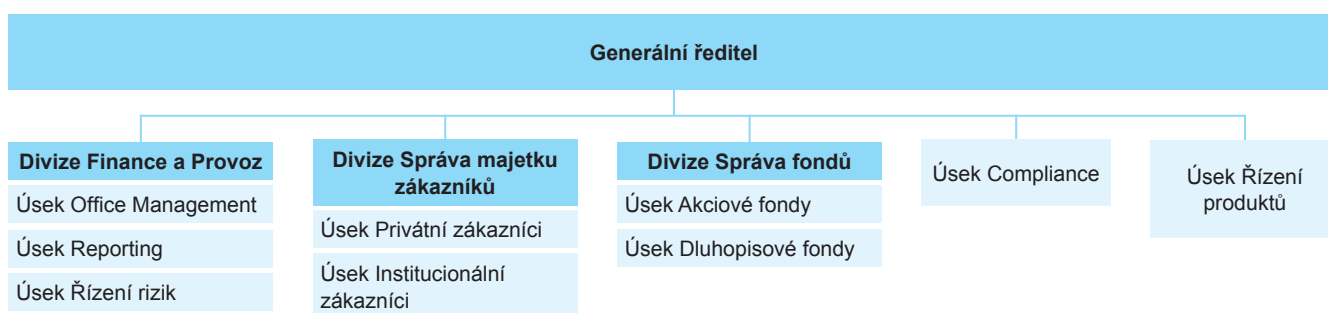 Generální ředitel
Divize Finance a Provoz
Úsek Office Management
Úsek Reporting
Úsek Řízení rizik
Divize Správa majetku
zákazníků
Úsek Privátní zákazníci
Úsek Institucionální
zákazníci
Divize Správa fondů
Úsek Akciové fondy
Úsek Dluhopisové fondy
Úsek Compliance
Úsek Řízení
produktů